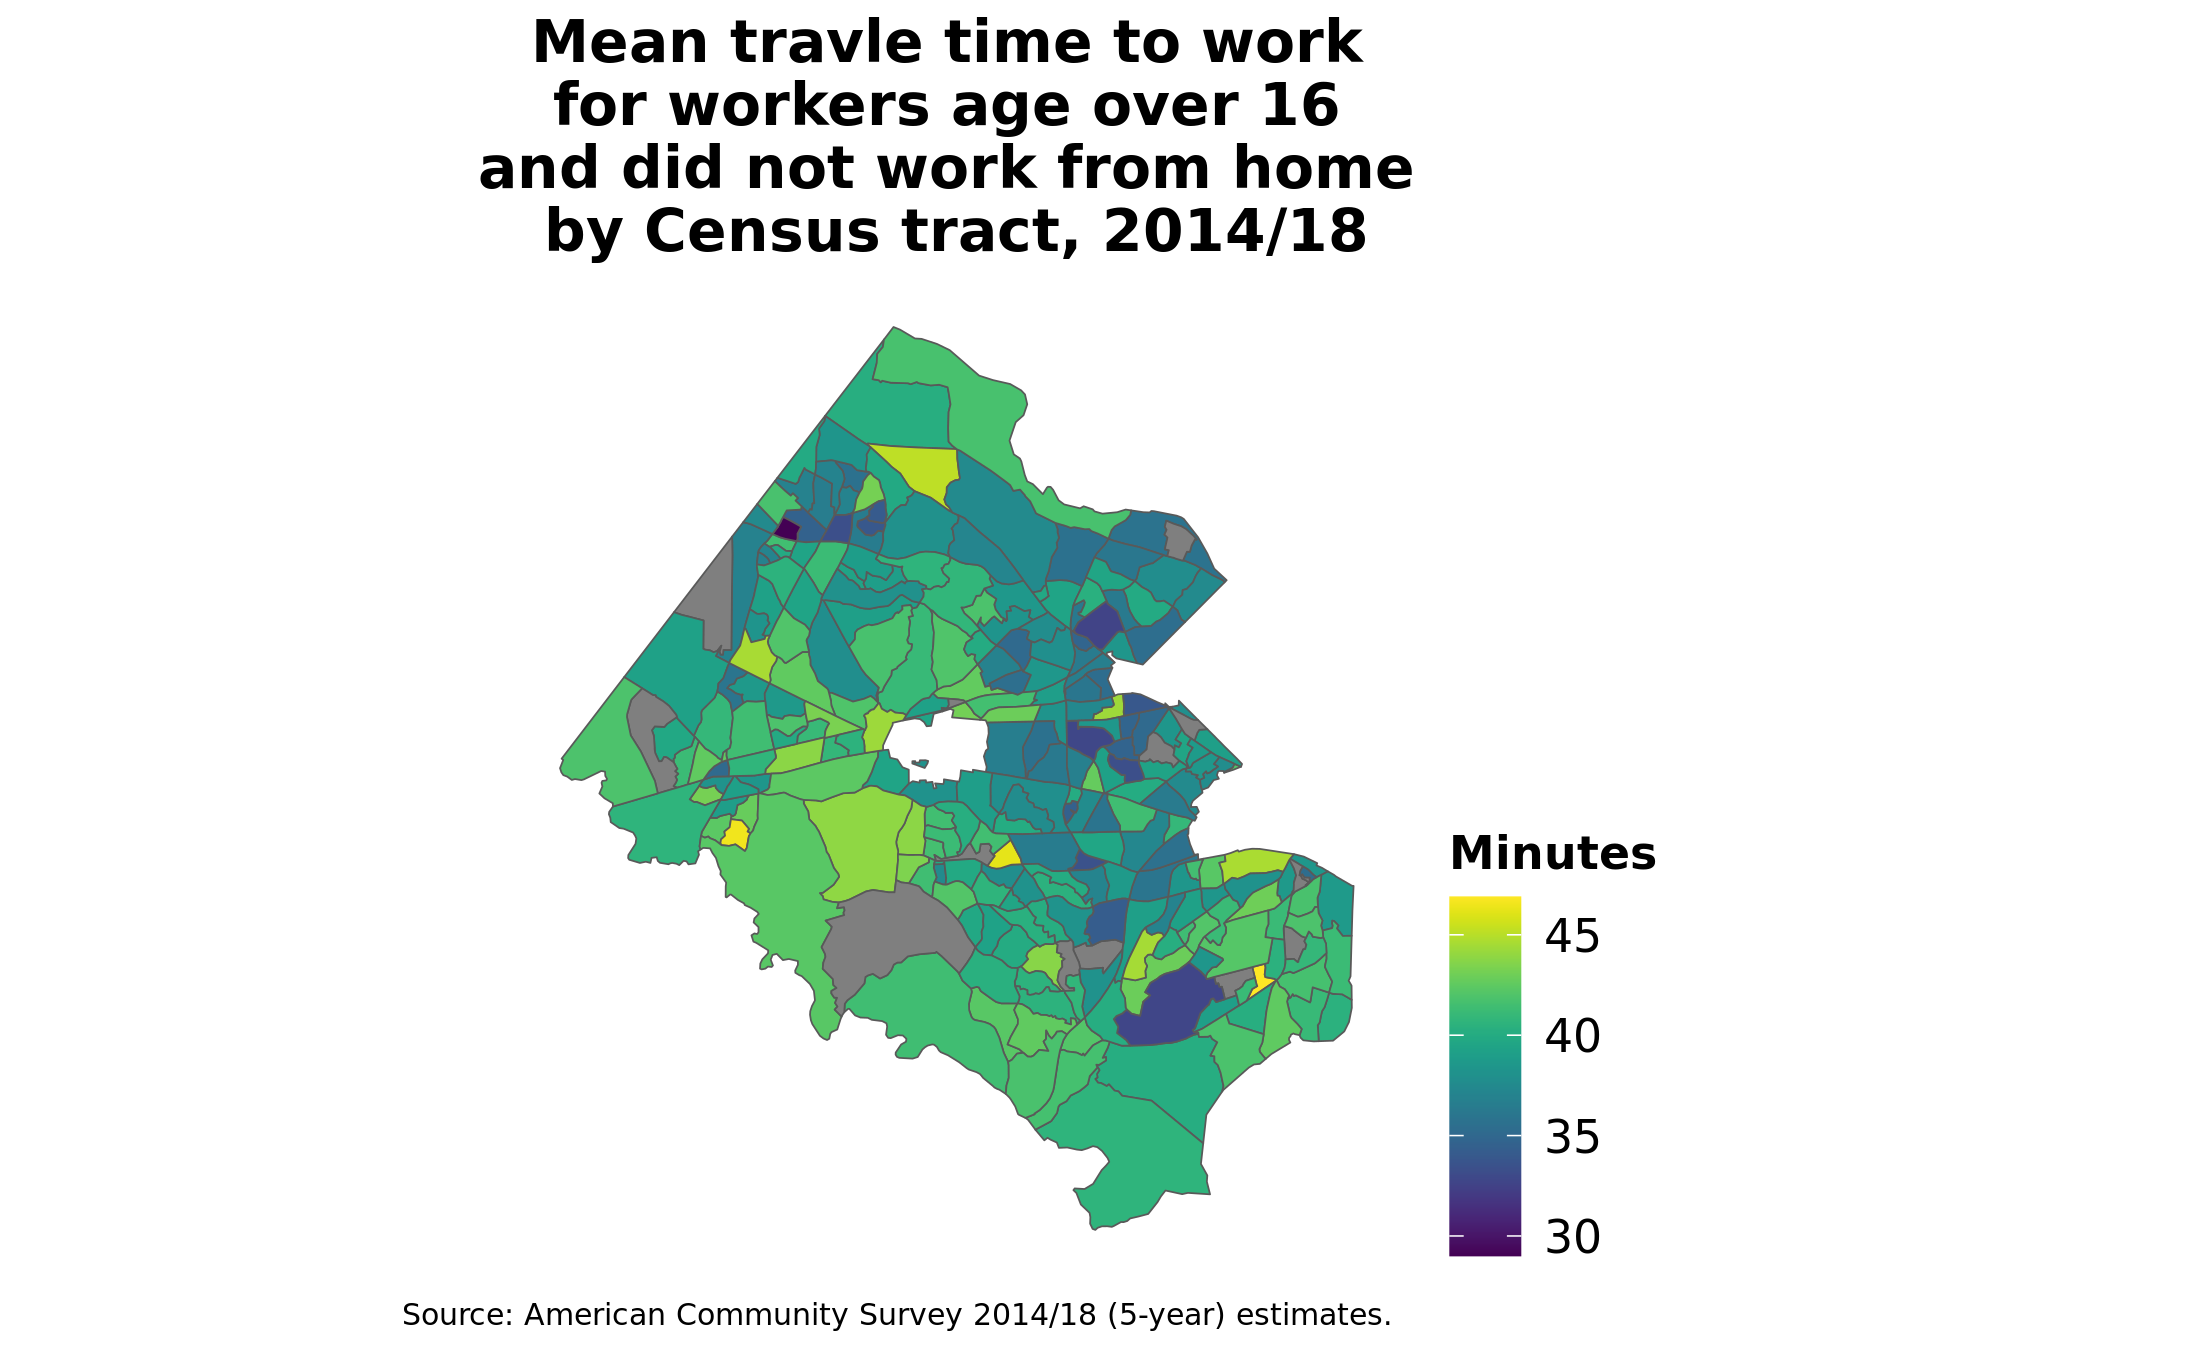 Mean travle time to work
for workers age over 16
and did not work from home
by Census tract, 2014/18
Minutes
45
40
35
30
Source: American Community Survey 2014/18 (5-year) estimates.